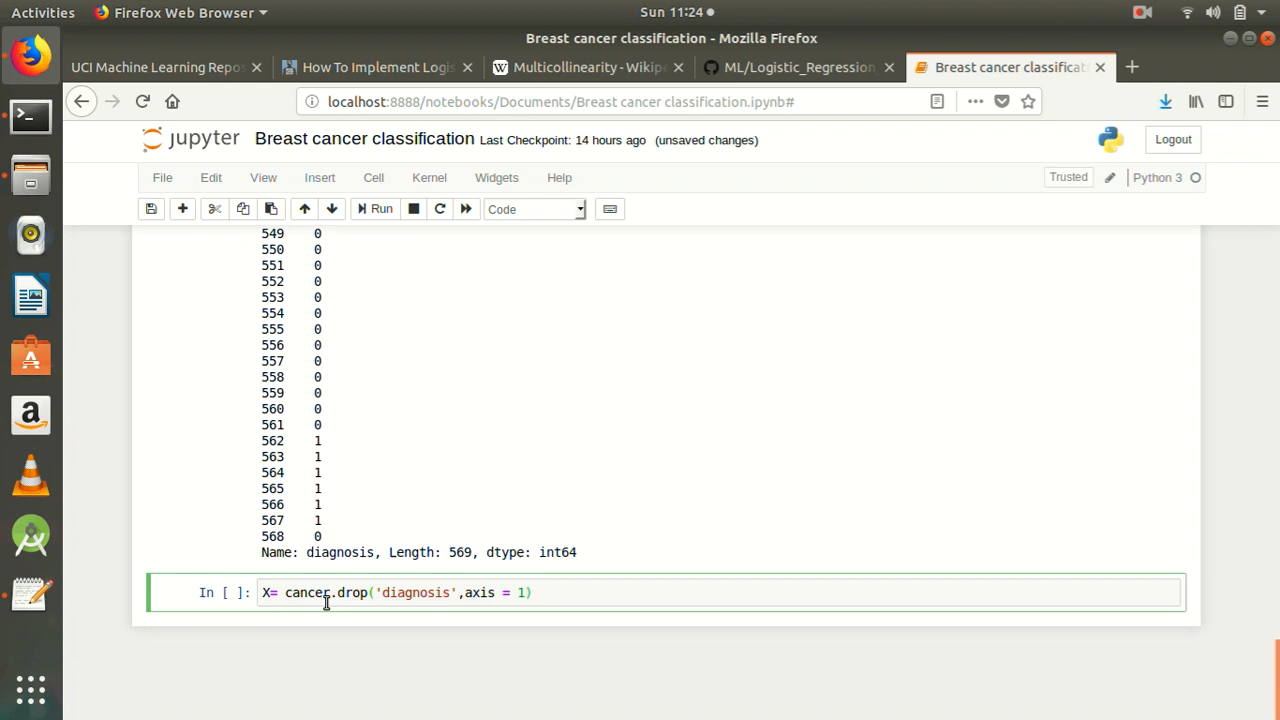 Activities Firefox Web Browser Sun 11:24
Breast cancer classification - Mozilla Firefox
UCI Machine Learning Repos How To Implement Logis Multicollinearity - Wikipe ML/Logistic_Regression Breast cancer classificat
localhost:8888/notebooks/Documents/Breast cancer classification.ipynb#
jupyter Breast cancer classification Last Checkpoint: 14 hours ago (unsaved changes) Logout
File Edit View Insert Cell Kernel Widgets Help Trusted Python 3
Run Code
549 0
550 0
551 0
552 0
553 0
554 0
555 0
556 0
557 0
558 0
559 0
560 0
561 0
562 1
563 1
564 1
565 1
566 1
567 1
568 0
Name: diagnosis, Length: 569, dtype: int64
In [ ]: X= cancer.drop('diagnosis',axis = 1)